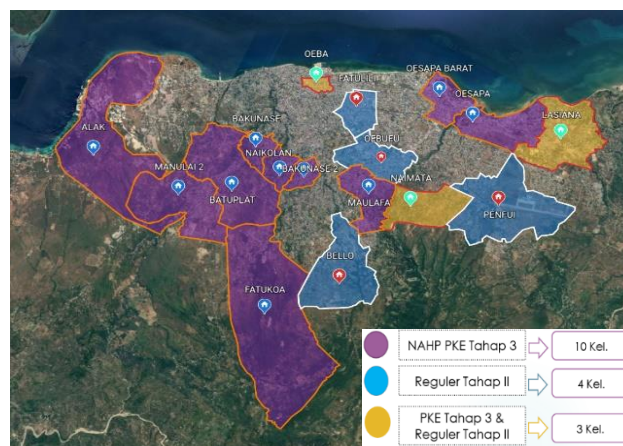 OEBA
FATULILI
OESAPA BARAT
OESAPA
LASIANA
ALAK
BAKUNASE
NAIKOLAN
BAKUNASE 2
OEBUFU
MANULAI 2
BATUPLAT
NAIMATA
MAULAFA
PENFUI
BELLO
FATUKOA
NAHP PKE Tahap 3
10 Kel.
Reguler Tahap II
4 Kel.
PKE Tahap 3 &
Reguler Tahap II
3 Kel.